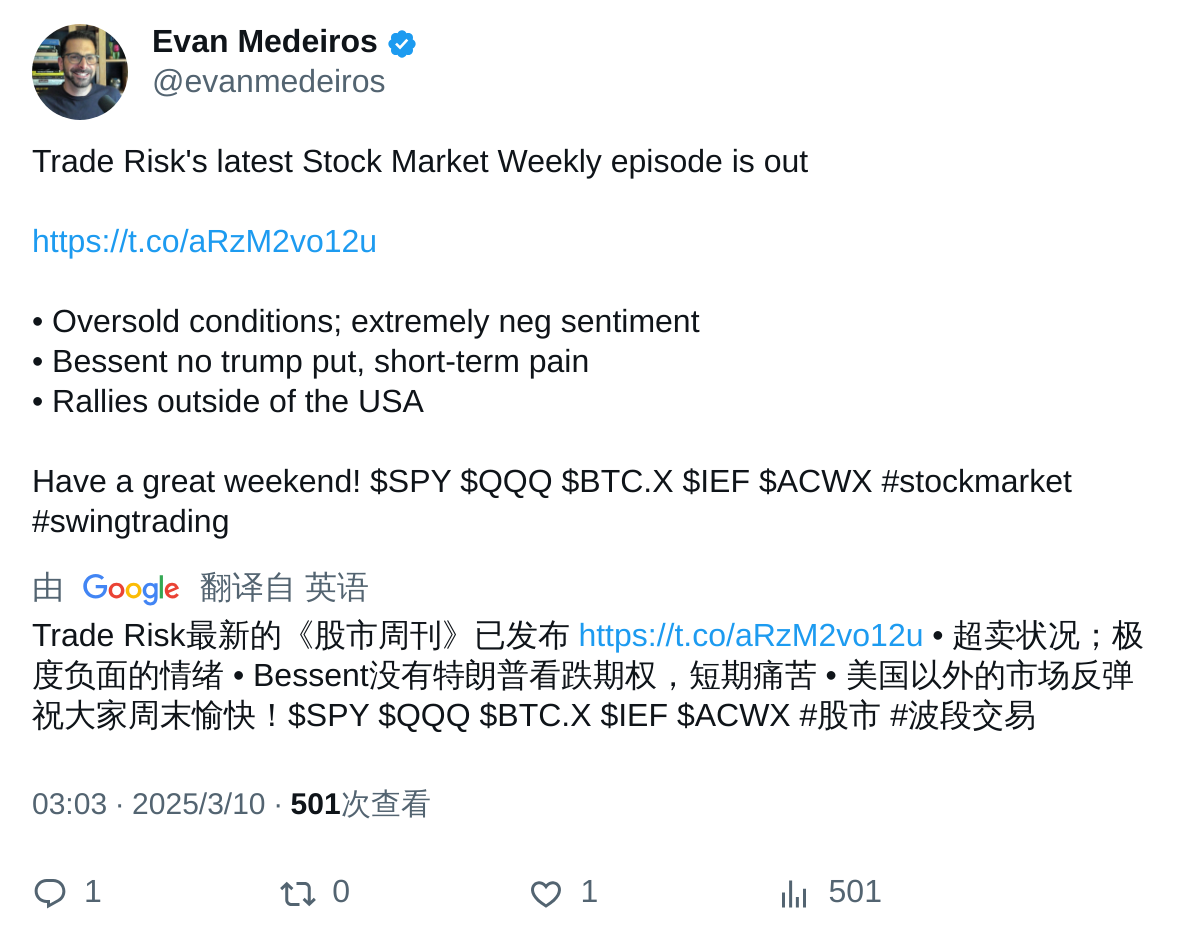 Evan Medeiros
@evanmedeiros
Trade Risk's latest Stock Market Weekly episode is out
https://t.co/aRzM2vo12u
• Oversold conditions; extremely neg sentiment
• Bessent no trump put, short-term pain
• Rallies outside of the USA
Have a great weekend! $SPY $QQQ $BTC.X $IEF $ACWX #stockmarket
#swingtrading
由 Google 翻译自 英语
Trade Risk最新的《股市周刊》已发布 https://t.co/aRzM2vo12u • 超卖状况；极
度负面的情绪 • Bessent没有特朗普看跌期权，短期痛苦 • 美国以外的市场反弹
祝大家周末愉快！$SPY $QQQ $BTC.X $IEF $ACWX #股市 #波段交易
03:03 · 2025/3/10 · 501次查看
1 0 1 501